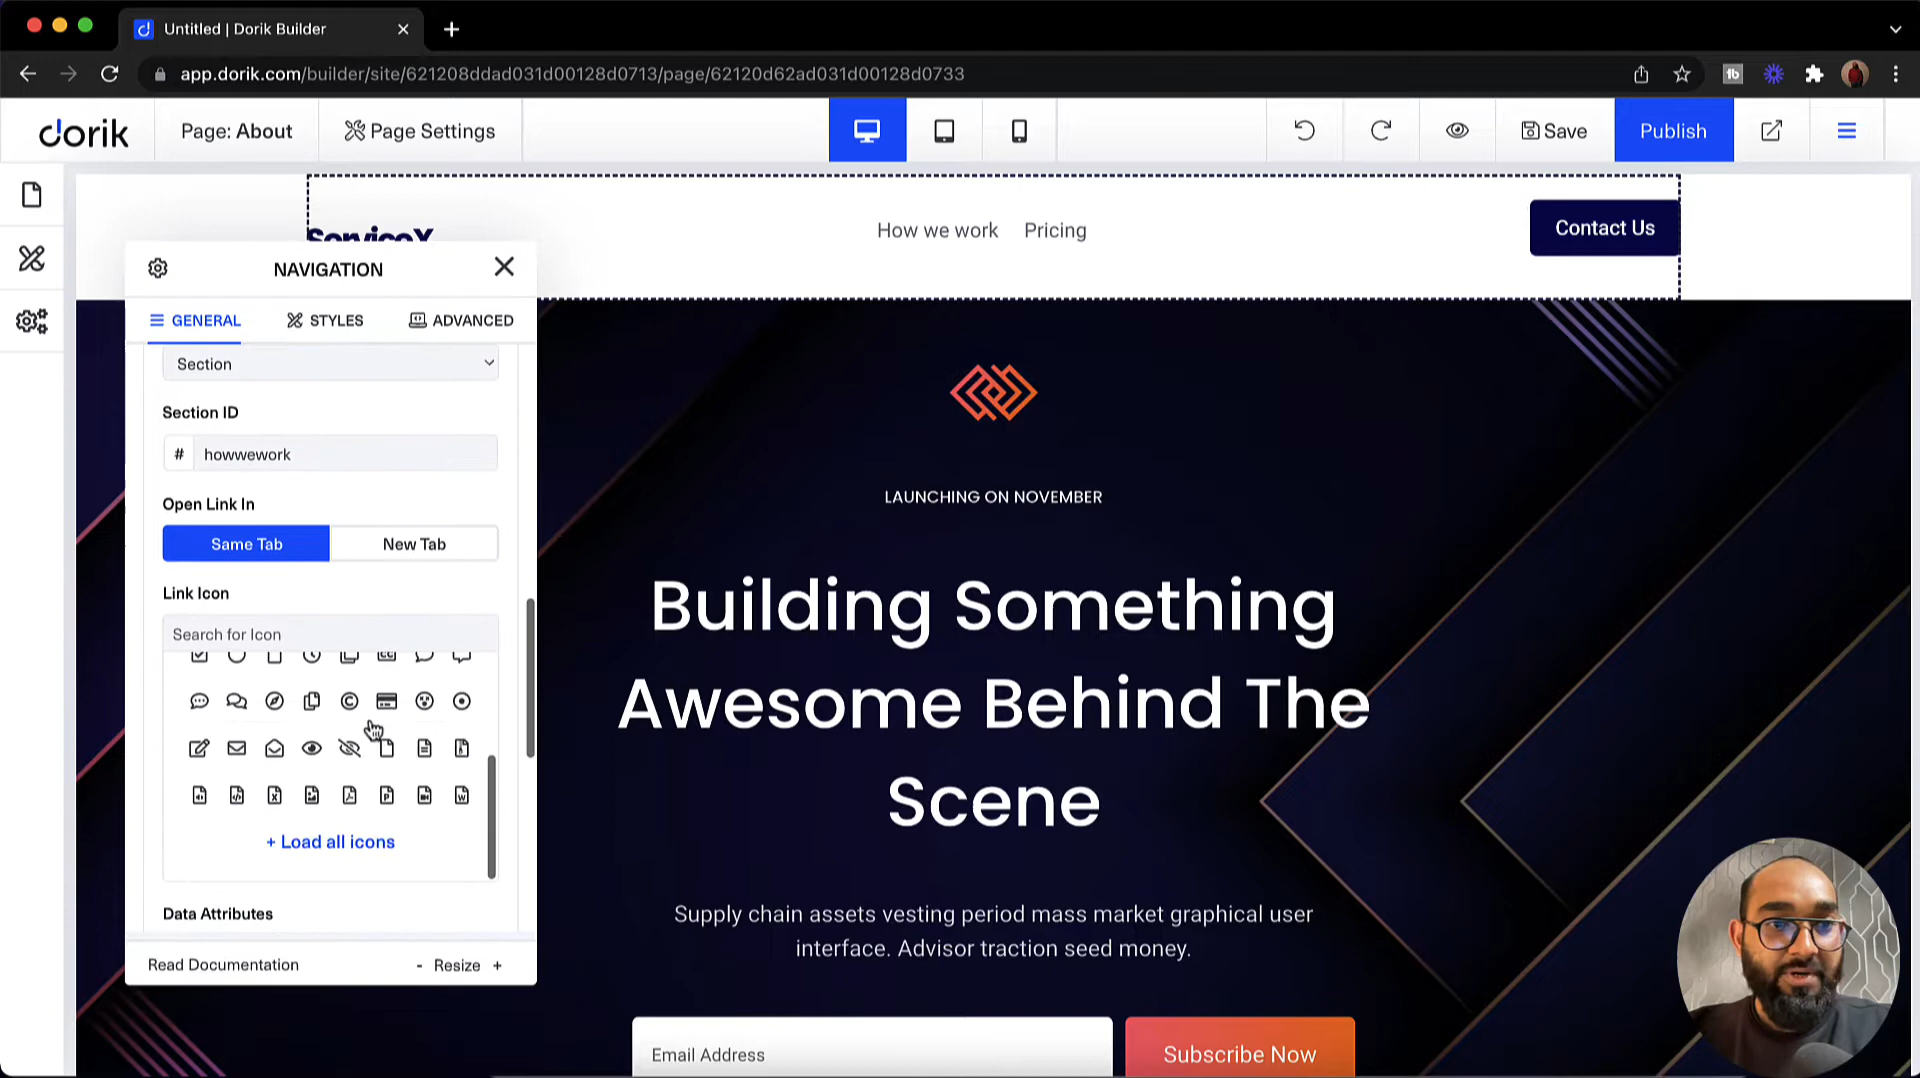 Untitled | Dorik Builder
app.dorik.com/builder/site/621208ddad031d00128d0713/page/62120d62ad031d00128d0733
dorik
Page: About
Page Settings
Save
Publish
ServiceX
How we work
Pricing
Contact Us
NAVIGATION
GENERAL
STYLES
ADVANCED
Section
Section ID
#
howwework
Open Link In
Same Tab
New Tab
Link Icon
Search for Icon
+ Load all icons
Data Attributes
Read Documentation
- Resize +
LAUNCHING ON NOVEMBER
Building Something
Awesome Behind The
Scene
Supply chain assets vesting period mass market graphical user
interface. Advisor traction seed money.
Email Address
Subscribe Now